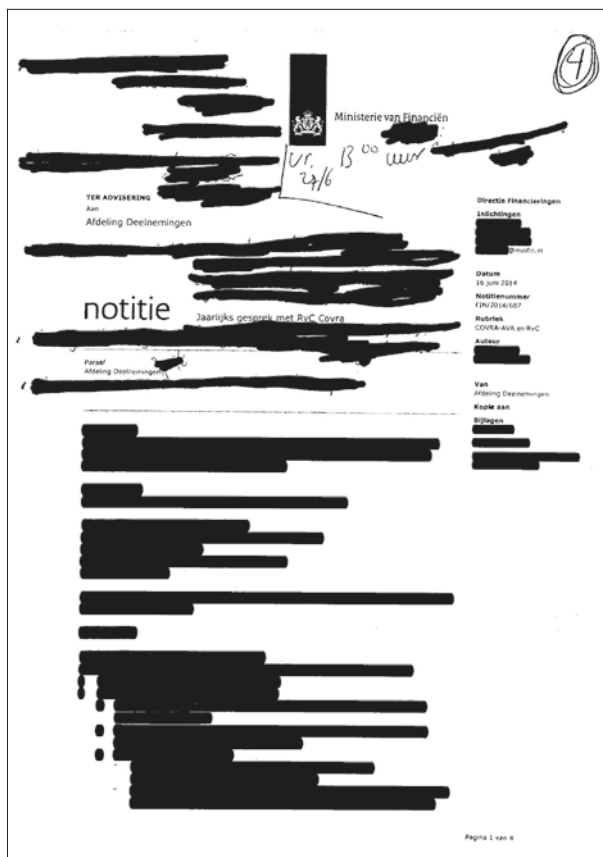 4
Ministerie van Financiën
vr. 13.00 uur
27/6
TER ADVISERING
Aan
Afdeling Deelnemingen
Directie Financieringen
Inlichtingen
@minfin.nl
Datum
16 juni 2014
Notitienummer
FIN/2014/687
Rubriek
COVRA-AVA en RvC
Auteur
Van
Afdeling Deelnemingen
Kopie aan
Bijlagen
notitie
Jaarlijks gesprek met RvC Covra
Paraaf
Afdeling Deelnemingen
Pagina 1 van 4